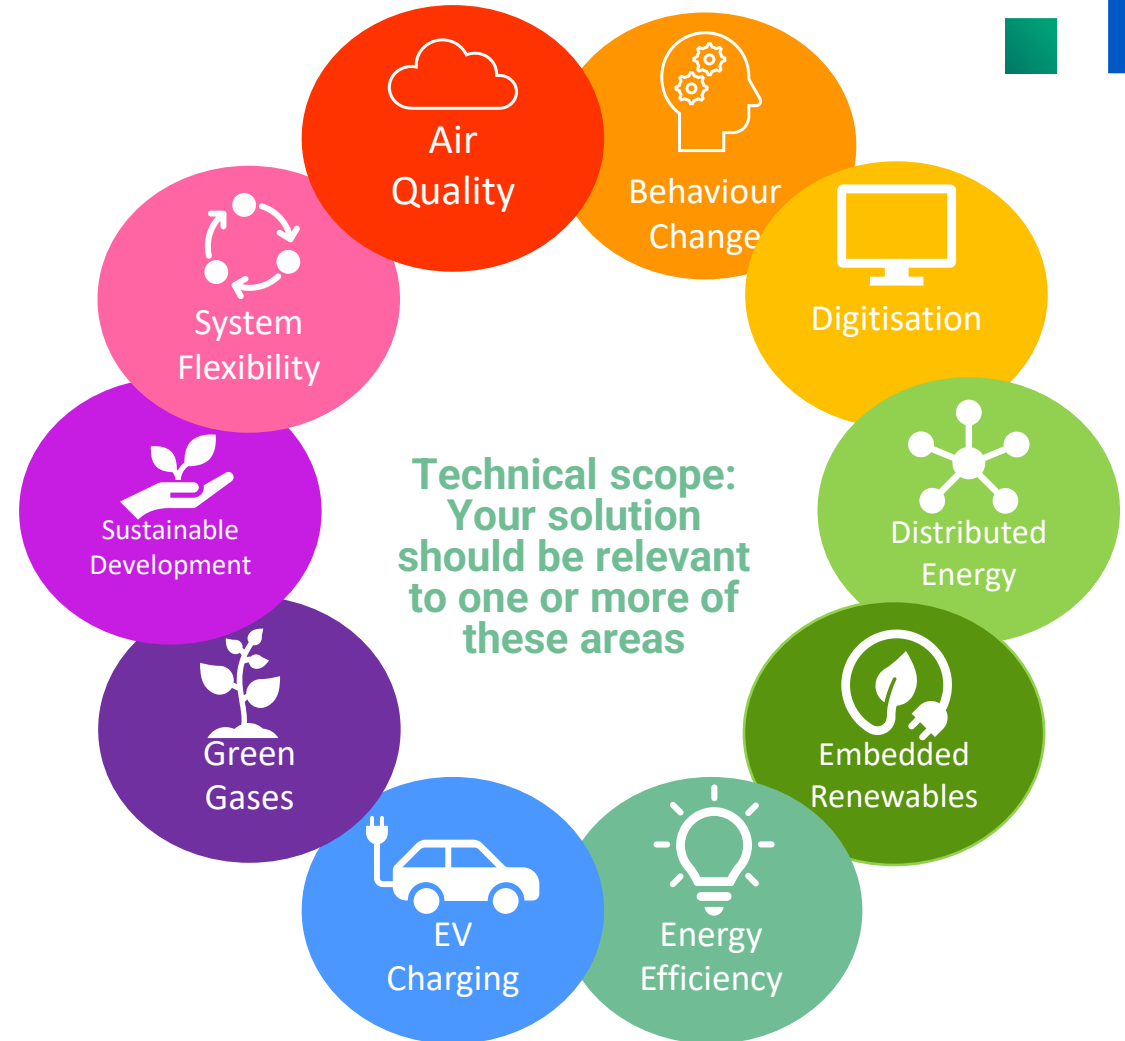 Air
Quality
Behaviour
Change
Digitisation
Distributed
Energy
Embedded
Renewables
Energy
Efficiency
EV
Charging
Green
Gases
Sustainable
Development
System
Flexibility
Technical scope:
Your solution
should be relevant
to one or more of
these areas